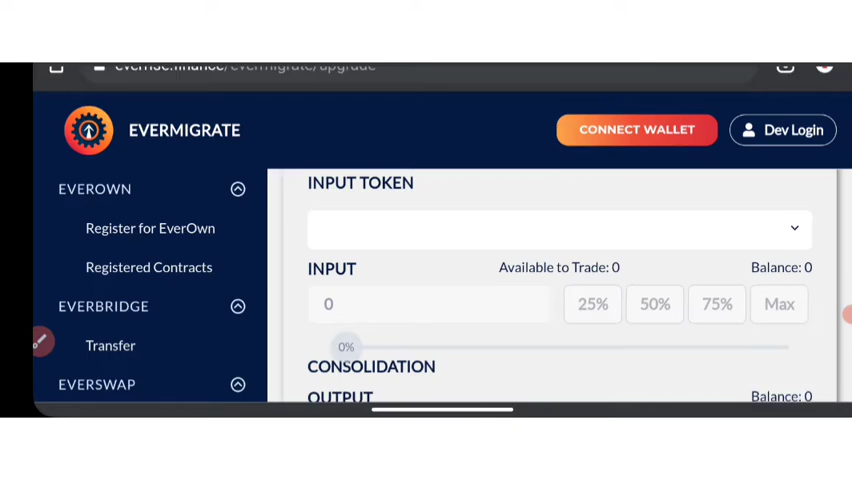 EVERMIGRATE
CONNECT WALLET
Dev Login
EVEROWN
Register for EverOwn
Registered Contracts
EVERBRIDGE
Transfer
EVERSWAP
INPUT TOKEN
INPUT Available to Trade: 0 Balance: 0
0 25% 50% 75% Max
0%
CONSOLIDATION
OUTPUT Balance: 0